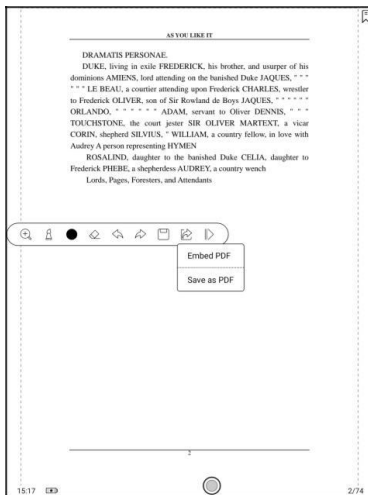 AS YOU LIKE IT
DRAMATIS PERSONAE.
DUKE, living in exile FREDERICK, his brother, and usurper of his
dominions AMIENS, lord attending on the banished Duke JAQUES, " " "
" " " LE BEAU, a courtier attending upon Frederick CHARLES, wrestler
to Frederick OLIVER, son of Sir Rowland de Boys JAQUES, " " " " " "
ORLANDO, " " " " " " ADAM, servant to Oliver DENNIS, " " "
TOUCHSTONE, the court jester SIR OLIVER MARTEXT, a vicar
CORIN, shepherd SILVIUS, " WILLIAM, a country fellow, in love with
Audrey A person representing HYMEN
ROSALIND, daughter to the banished Duke CELIA, daughter to
Frederick PHEBE, a shepherdess AUDREY, a country wench
Lords, Pages, Foresters, and Attendants
Embed PDF
Save as PDF
2
15:17
2/74